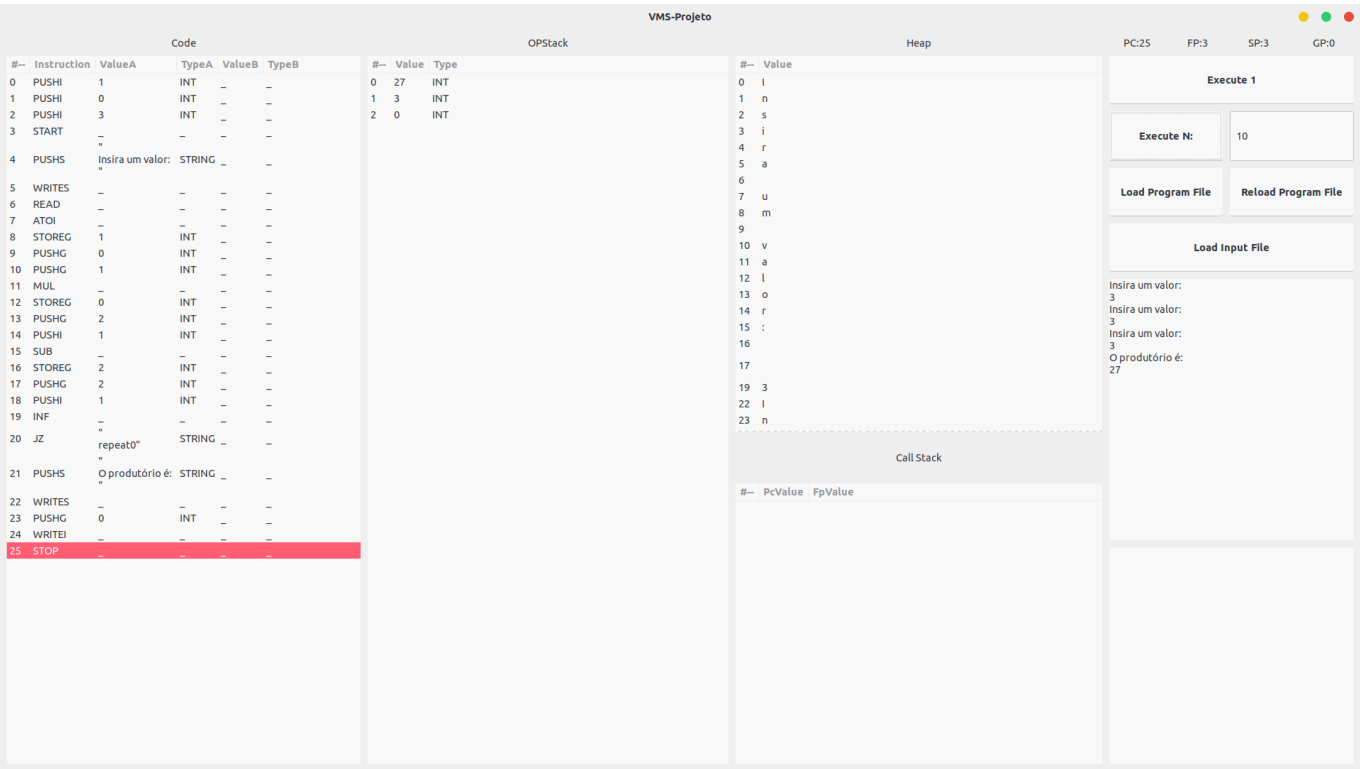 VMS-Projeto
Code
OPStack
Heap
PC:25 FP:3 SP:3 GP:0
#-- Instruction ValueA TypeA ValueB TypeB
0 PUSHI 1 INT _ _
1 PUSHI 0 INT _ _
2 PUSHI 3 INT _ _
3 START _ _ _ _
"
4 PUSHS Insira um valor: STRING _ _
"
5 WRITES _ _ _ _
6 READ _ _ _ _
7 ATOI _ _ _ _
8 STOREG 1 INT _ _
9 PUSHG 0 INT _ _
10 PUSHG 1 INT _ _
11 MUL _ _ _ _
12 STOREG 0 INT _ _
13 PUSHG 2 INT _ _
14 PUSHI 1 INT _ _
15 SUB _ _ _ _
16 STOREG 2 INT _ _
17 PUSHG 2 INT _ _
18 PUSHI 1 INT _ _
19 INF _ _ _ _
"
20 JZ repeat0" STRING _ _
"
21 PUSHS O produtório é: STRING _ _
"
22 WRITES _ _ _ _
23 PUSHG 0 INT _ _
24 WRITEI _ _ _ _
25 STOP _ _ _ _
#-- Value Type
0 27 INT
1 3 INT
2 0 INT
#-- Value
0 I
1 n
2 s
3 i
4 r
5 a
6
7 u
8 m
9
10 v
11 a
12 l
13 o
14 r
15 :
16
17
19 3
22 I
23 n
Call Stack
#-- PcValue FpValue
Execute 1
Execute N: 10
Load Program File Reload Program File
Load Input File
Insira um valor:
3
Insira um valor:
3
Insira um valor:
3
O produtório é:
27